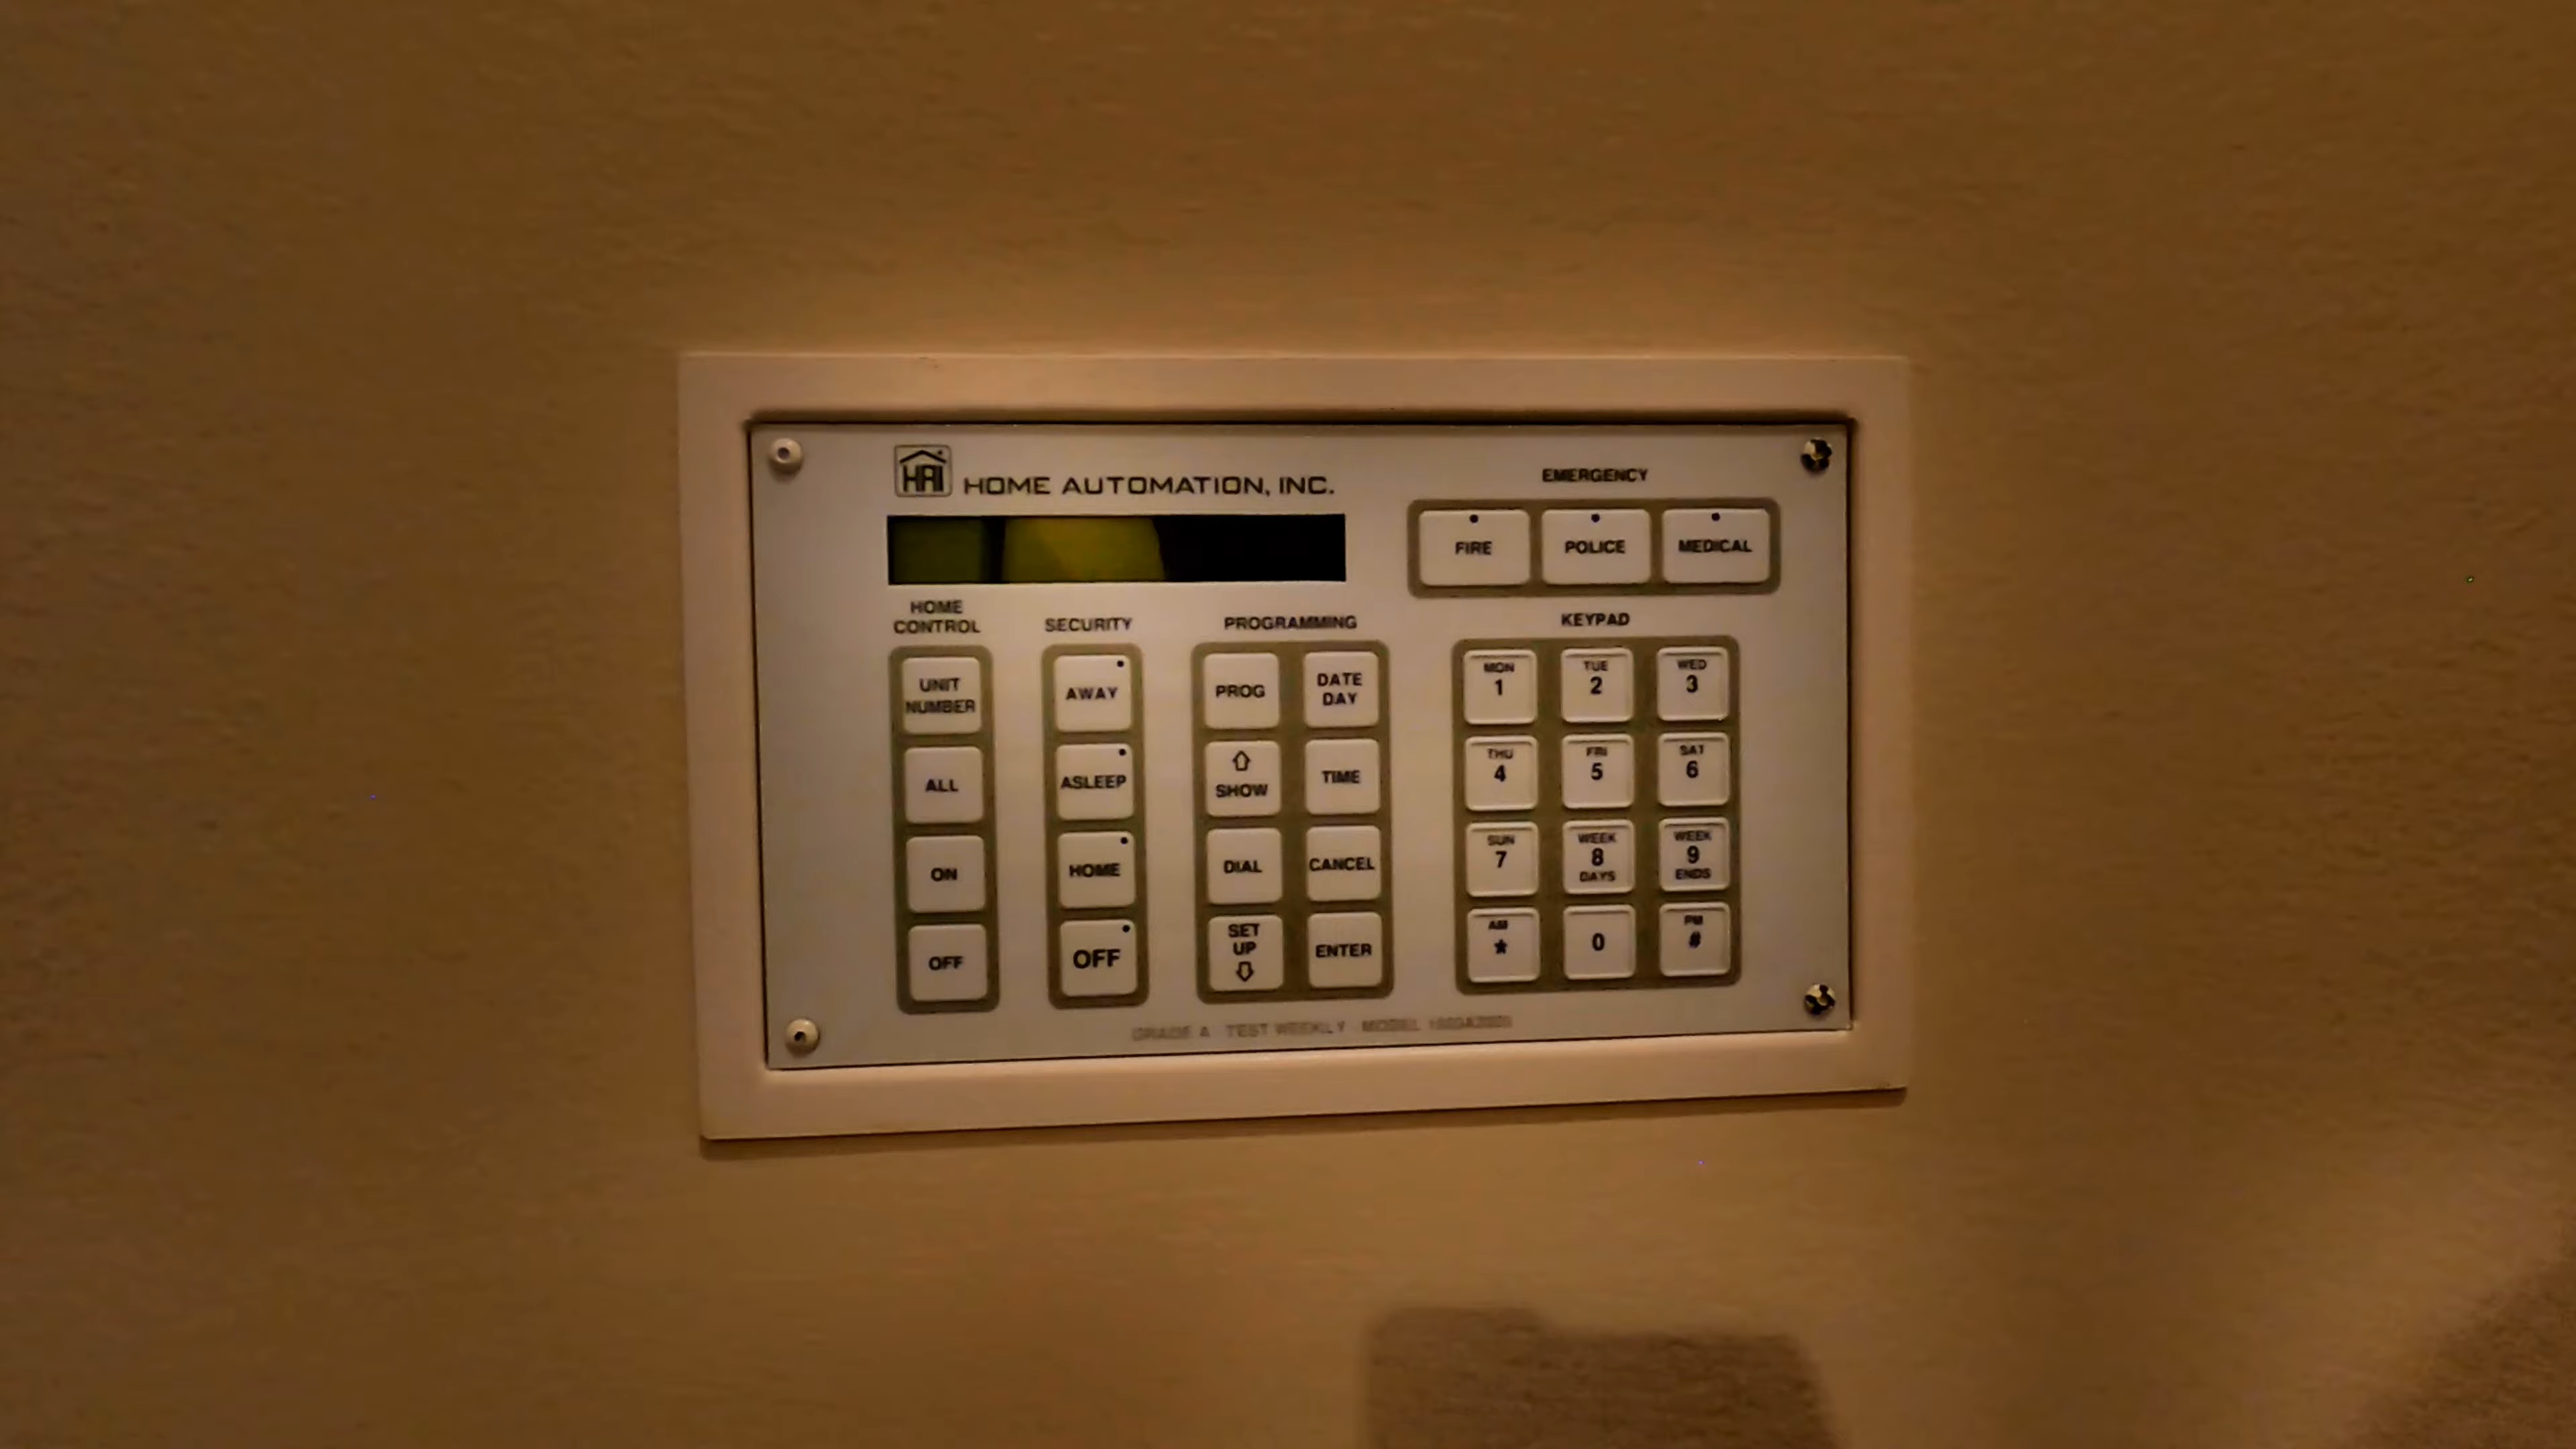 HAI HOME AUTOMATION, INC.
EMERGENCY
FIRE POLICE MEDICAL
HOME
CONTROL
SECURITY
PROGRAMMING
KEYPAD
UNIT
NUMBER
ALL
ON
OFF
AWAY
ASLEEP
HOME
OFF
PROG
DATE
DAY
SHOW
TIME
DIAL
CANCEL
SET
UP
ENTER
MON
1
TUE
2
WED
3
THU
4
FRI
5
SAT
6
SUN
7
WEEK
8
DAYS
WEEK
9
ENDS
AM
*
0
PM
#
GRADE A TEST WEEKLY MODEL